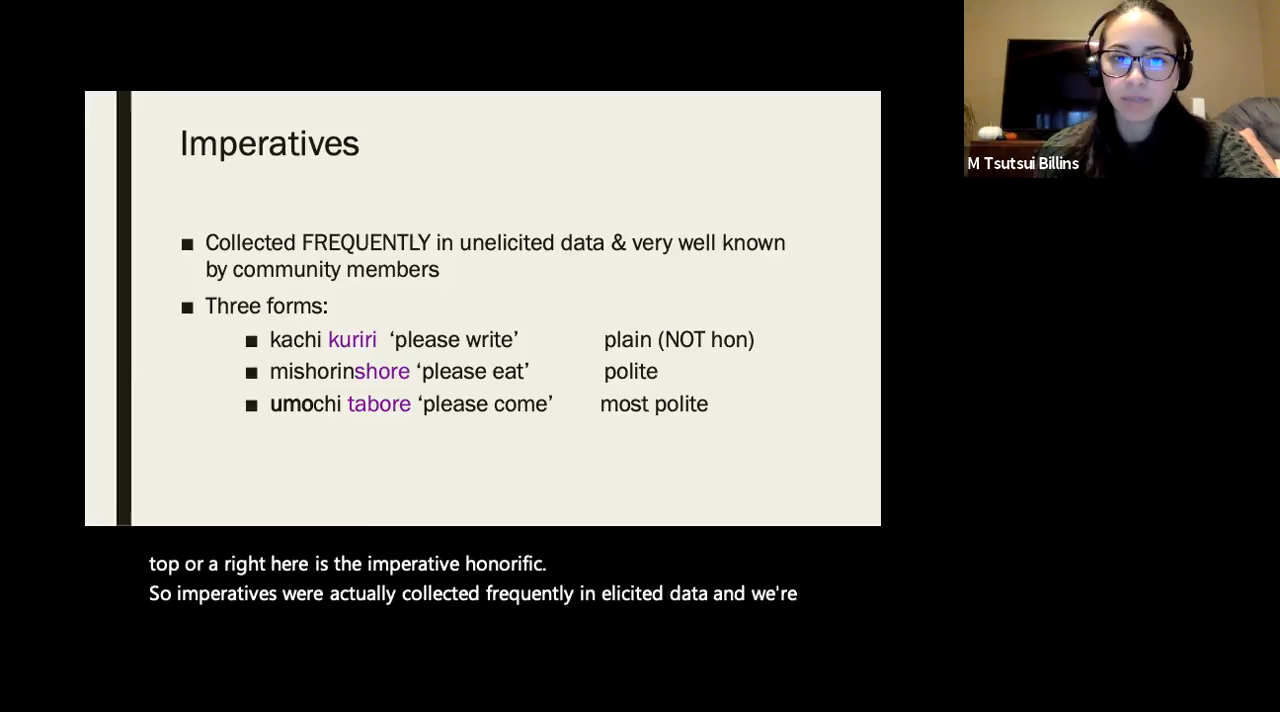 Imperatives
■ Collected FREQUENTLY in unelicited data & very well known
by community members
■ Three forms:
■ kachi kuriri ‘please write’ plain (NOT hon)
■ mishorinshore ‘please eat’ polite
■ umochi tabore ‘please come’ most polite
M Tsutsui Billins
top or a right here is the imperative honorific.
So imperatives were actually collected frequently in elicited data and we're